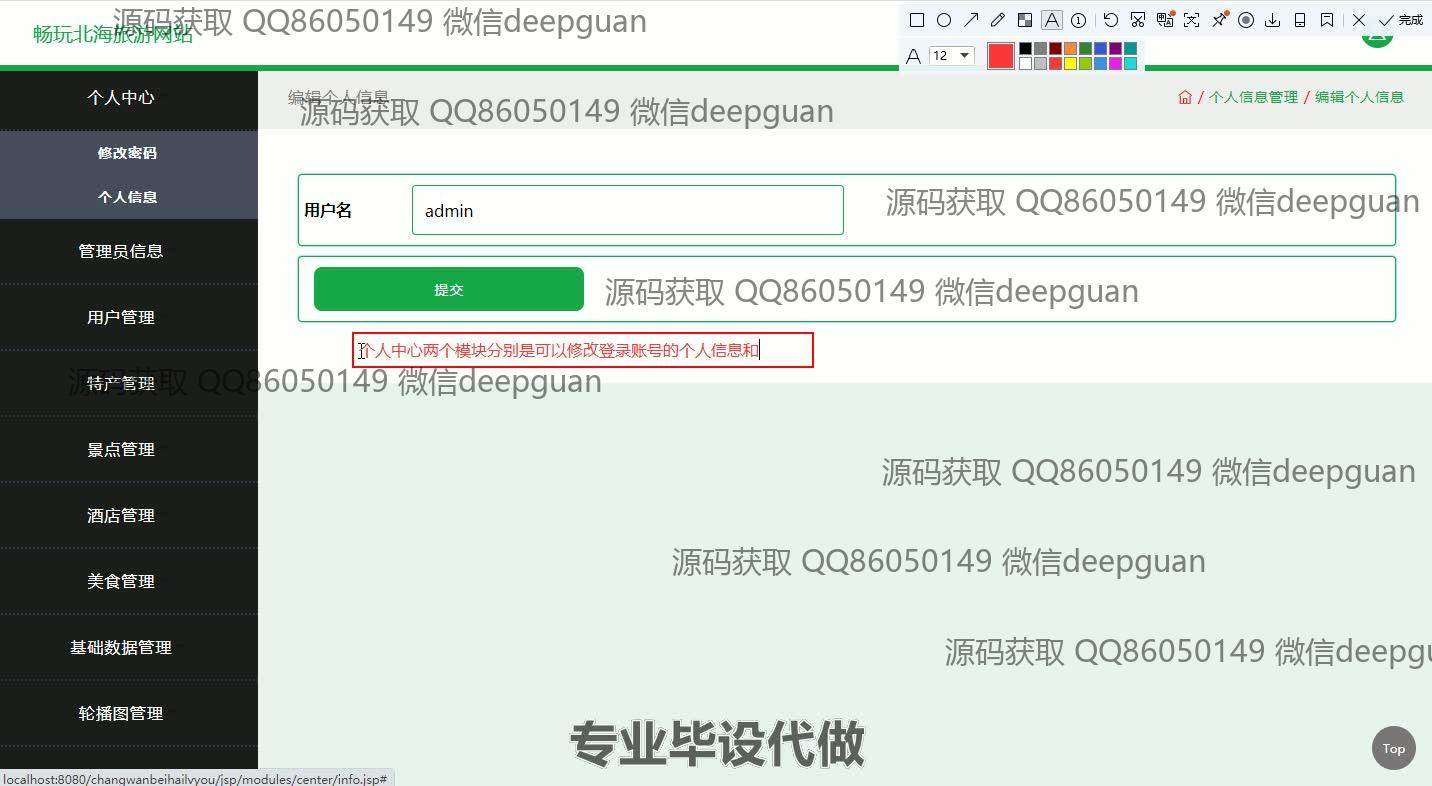 源码获取 QQ86050149 微信deepguan
畅玩北海旅游网站
12
完成
个人中心
编辑个人信息
/ 个人信息管理 / 编辑个人信息
源码获取 QQ86050149 微信deepguan
修改密码
个人信息
用户名
admin
源码获取 QQ86050149 微信deepguan
管理员信息
提交
源码获取 QQ86050149 微信deepguan
用户管理
个人中心两个模块分别是可以修改登录账号的个人信息和
特产管理
源码获取 QQ86050149 微信deepguan
景点管理
源码获取 QQ86050149 微信deepguan
酒店管理
源码获取 QQ86050149 微信deepguan
美食管理
基础数据管理
源码获取 QQ86050149 微信deepgu
轮播图管理
专业毕设代做
Top
localhost:8080/changwanbeihailvyou/jsp/modules/center/info.jsp#